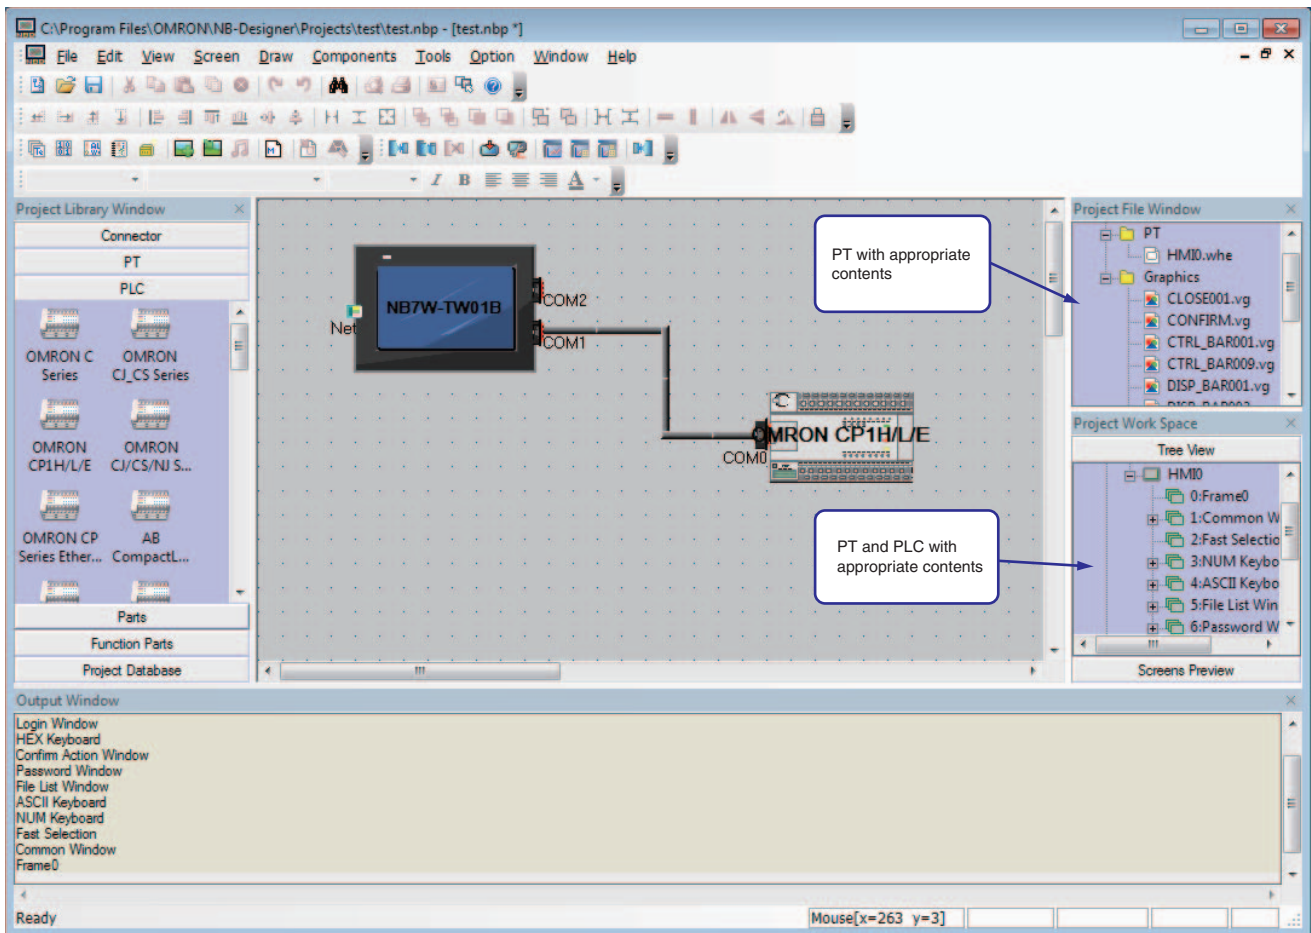 C:\Program Files\OMRON\NB-Designer\Projects\test\test.nbp - [test.nbp *]
File Edit View Screen Draw Components Tools Option Window Help
I B A
Project Library Window
Connector
PT
PLC
OMRON C
Series
OMRON
CJ_CS Series
OMRON
CP1H/L/E
OMRON
CJ/CS/NJ S...
OMRON CP
Series Ether...
AB
CompactL...
Parts
Function Parts
Project Database
NB7W-TW01B
Net
COM2
COM1
COM0
OMRON CP1H/L/E
PT with appropriate
contents
PT and PLC with
appropriate contents
Project File Window
PT
HMI0.whe
Graphics
CLOSE001.vg
CONFIRM.vg
CTRL_BAR001.vg
CTRL_BAR009.vg
DISP_BAR001.vg
Project Work Space
Tree View
HMI0
0:Frame0
1:Common W
2:Fast Selectio
3:NUM Keybo
4:ASCII Keybo
5:File List Win
6:Password W
Screens Preview
Output Window
Login Window
HEX Keyboard
Confirm Action Window
Password Window
File List Window
ASCII Keyboard
NUM Keyboard
Fast Selection
Common Window
Frame0
Ready
Mouse[x=263 y=3]